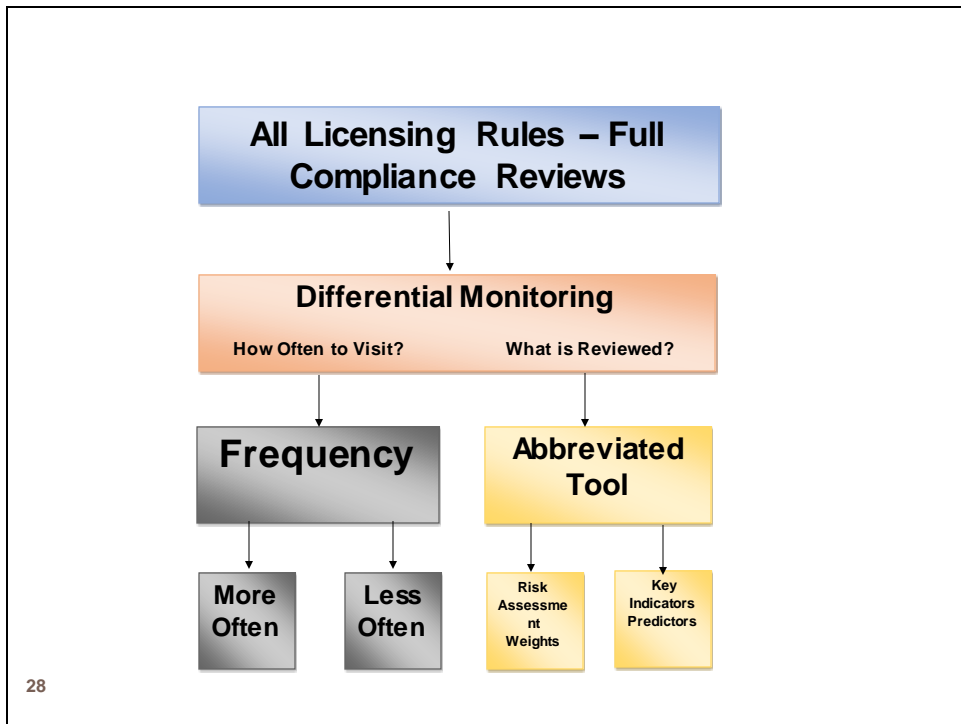 All Licensing Rules – Full
Compliance Reviews
Differential Monitoring
How Often to Visit? What is Reviewed?
Frequency
Abbreviated
Tool
More
Often
Less
Often
Risk
Assessme
nt
Weights
Key
Indicators
Predictors
28